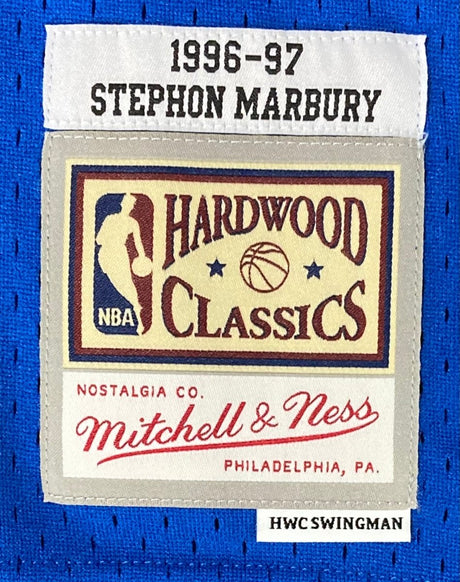 1996-97
STEPHON MARBURY
HARDWOOD
NBA
CLASSICS
NOSTALGIA CO.
Mitchell & Ness
PHILADELPHIA, PA.
HWC SWINGMAN